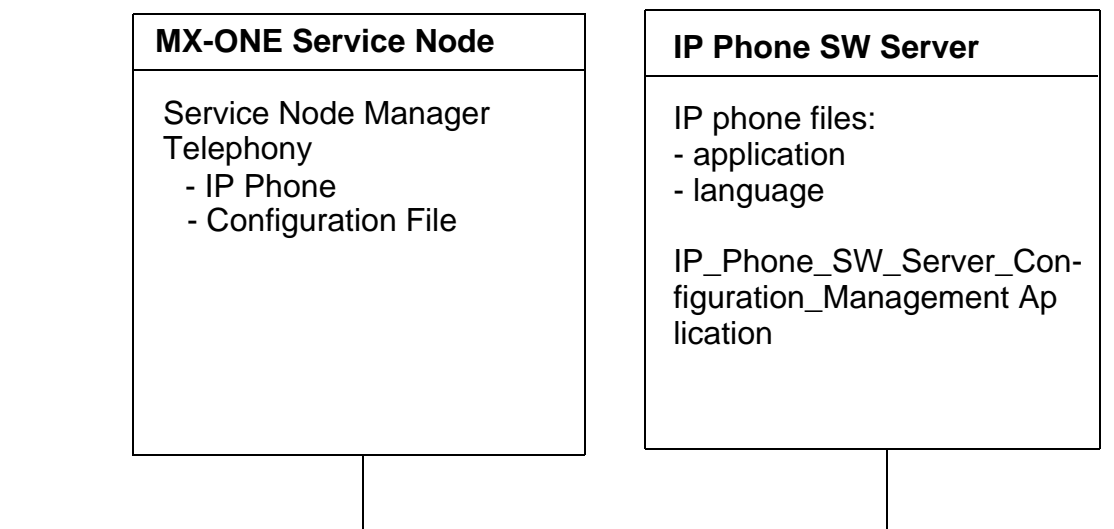 MX-ONE Service Node
Service Node Manager
Telephony
- IP Phone
- Configuration File
IP Phone SW Server
IP phone files:
- application
- language
IP_Phone_SW_Server_Con-
figuration_Management Ap
lication